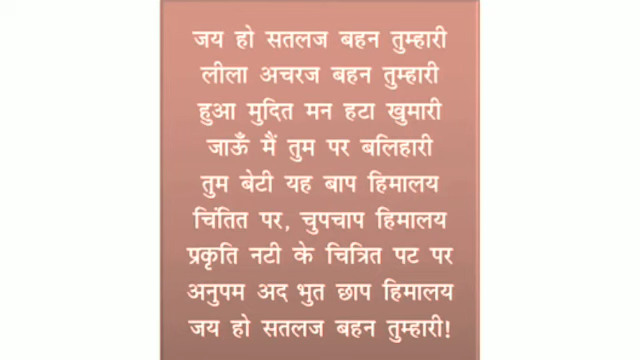 जय हो सतलज बहन तुम्हारी
लीला अचरज बहन तुम्हारी
हुआ मुदित मन हटा खुमारी
जाऊँ मैं तुम पर बलिहारी
तुम बेटी यह बाप हिमालय
चिंतित पर, चुपचाप हिमालय
प्रकृति नटी के चित्रित पट पर
अनुपम अद भुत छाप हिमालय
जय हो सतलज बहन तुम्हारी!